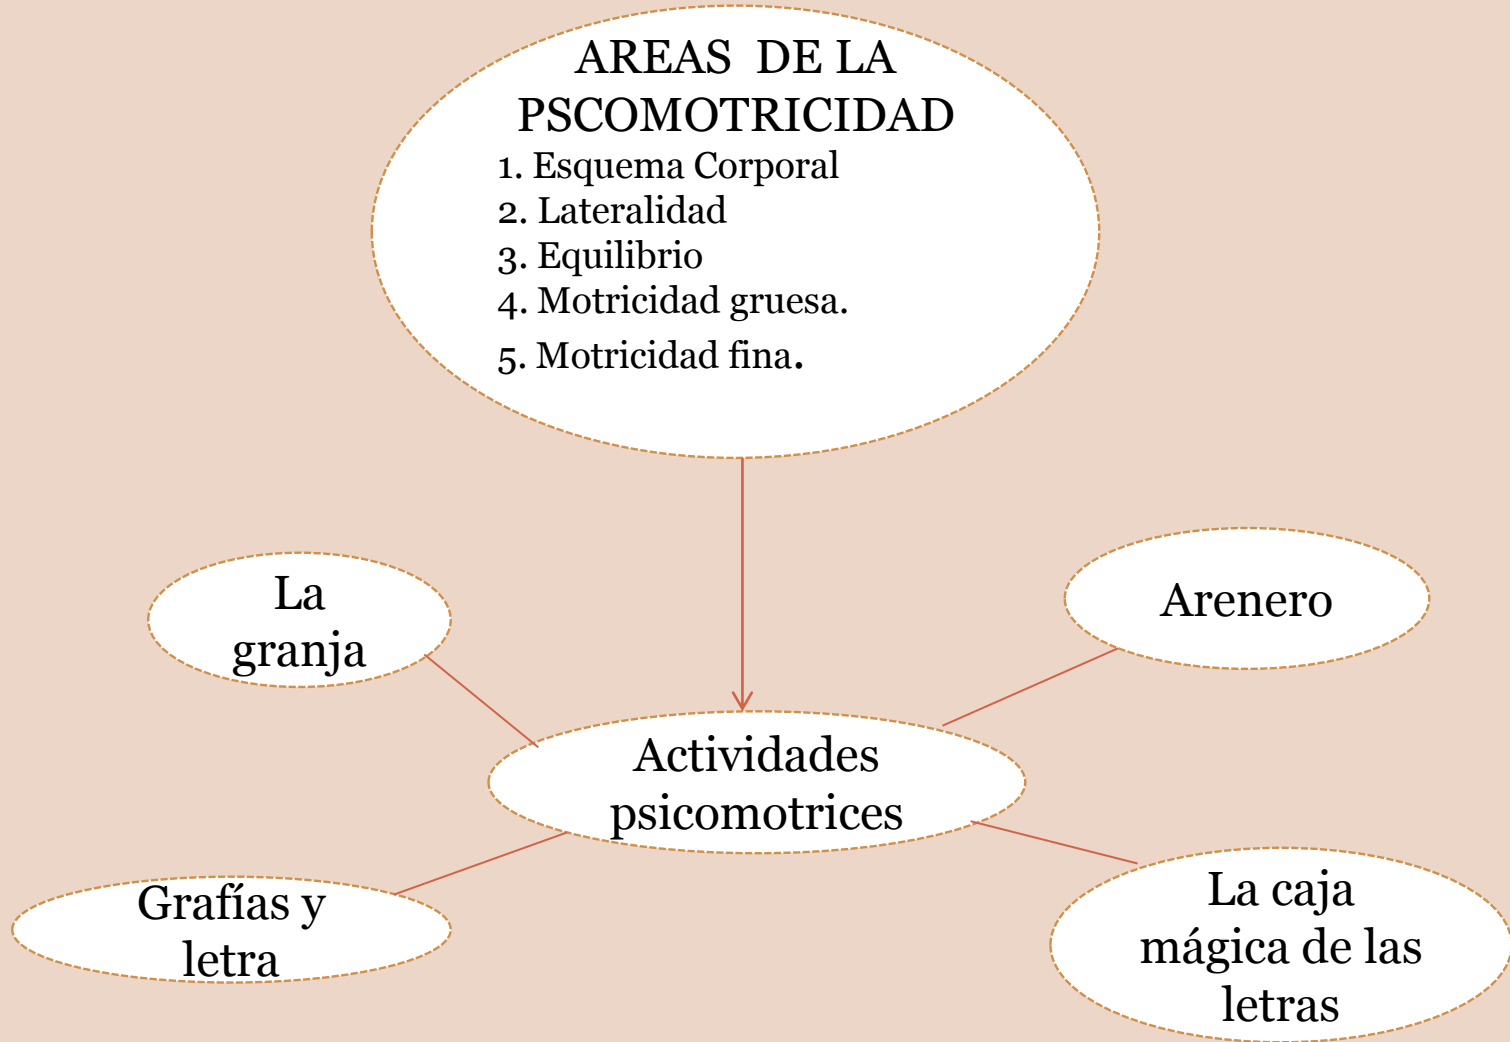 AREAS DE LA
PSCOMOTRICIDAD
1. Esquema Corporal
2. Lateralidad
3. Equilibrio
4. Motricidad gruesa.
5. Motricidad fina.
La
granja
Arenero
Actividades
psicomotrices
Grafías y
letra
La caja
mágica de las
letras